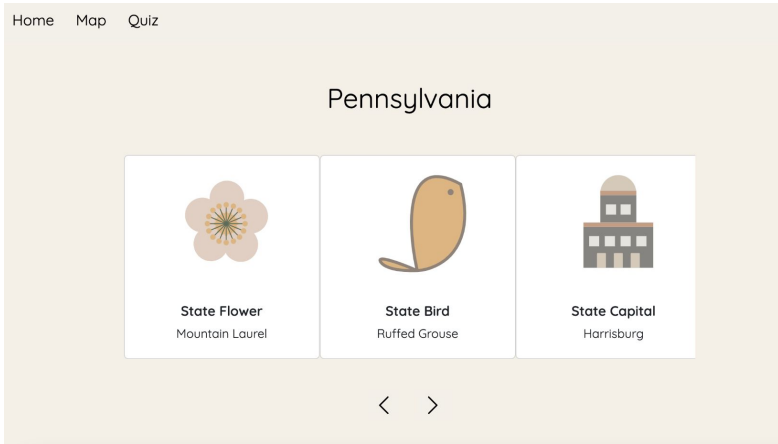 Home Map Quiz
Pennsylvania
State Flower
Mountain Laurel
State Bird
Ruffed Grouse
State Capital
Harrisburg